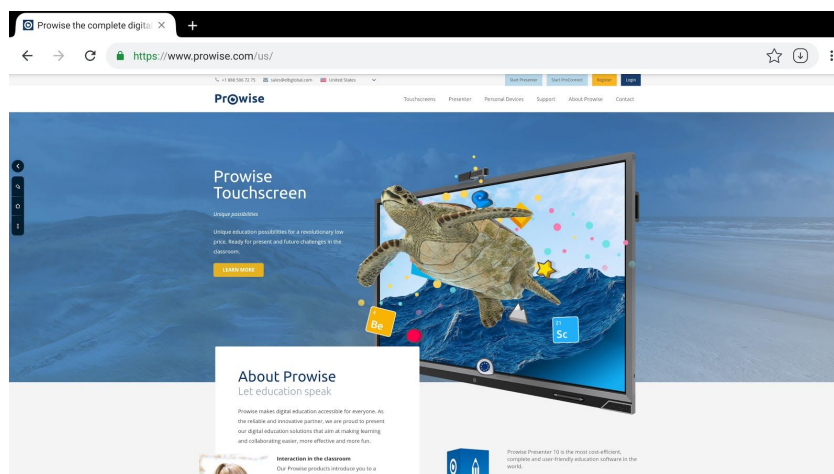 Prowise the complete digital
https://www.prowise.com/us/
+1 860 506 72 75 sales@elbglobal.com United States
Start Presenter Start ProConnect Register Login
Prowise
Touchscreens Presenter Personal Devices Support About Prowise Contact
Prowise
Touchscreen
Unique possibilities
Unique education possibilities for a revolutionary low
price. Ready for present and future challenges in the
classroom.
LEARN MORE
4
Be
21
Sc
About Prowise
Let education speak
Prowise makes digital education accessible for everyone. As
the reliable and innovative partner, we are proud to present
our digital education solutions that aim at making learning
and collaborating easier, more effective and more fun.
Interaction in the classroom
Our Prowise products introduce you to a
Prowise Presenter 10 is the most cost-efficient,
complete and user-friendly education software in the
world.